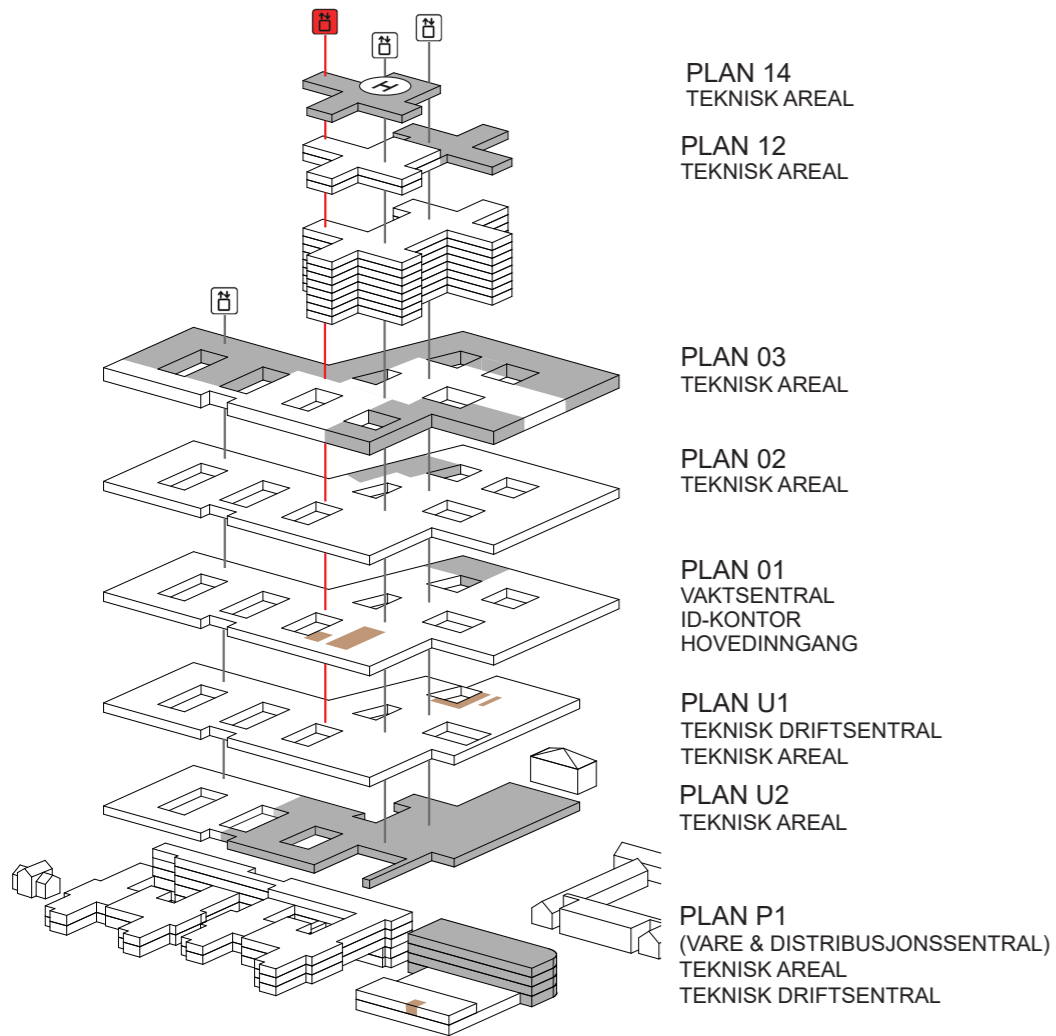 H
PLAN 14
TEKNISK AREAL
PLAN 12
TEKNISK AREAL
PLAN 03
TEKNISK AREAL
PLAN 02
TEKNISK AREAL
PLAN 01
VAKTSENTRAL
ID-KONTOR
HOVEDINNGANG
PLAN U1
TEKNISK DRIFTSENTRAL
TEKNISK AREAL
PLAN U2
TEKNISK AREAL
PLAN P1
(VARE & DISTRIBUSJONSSENTRAL)
TEKNISK AREAL
TEKNISK DRIFTSENTRAL